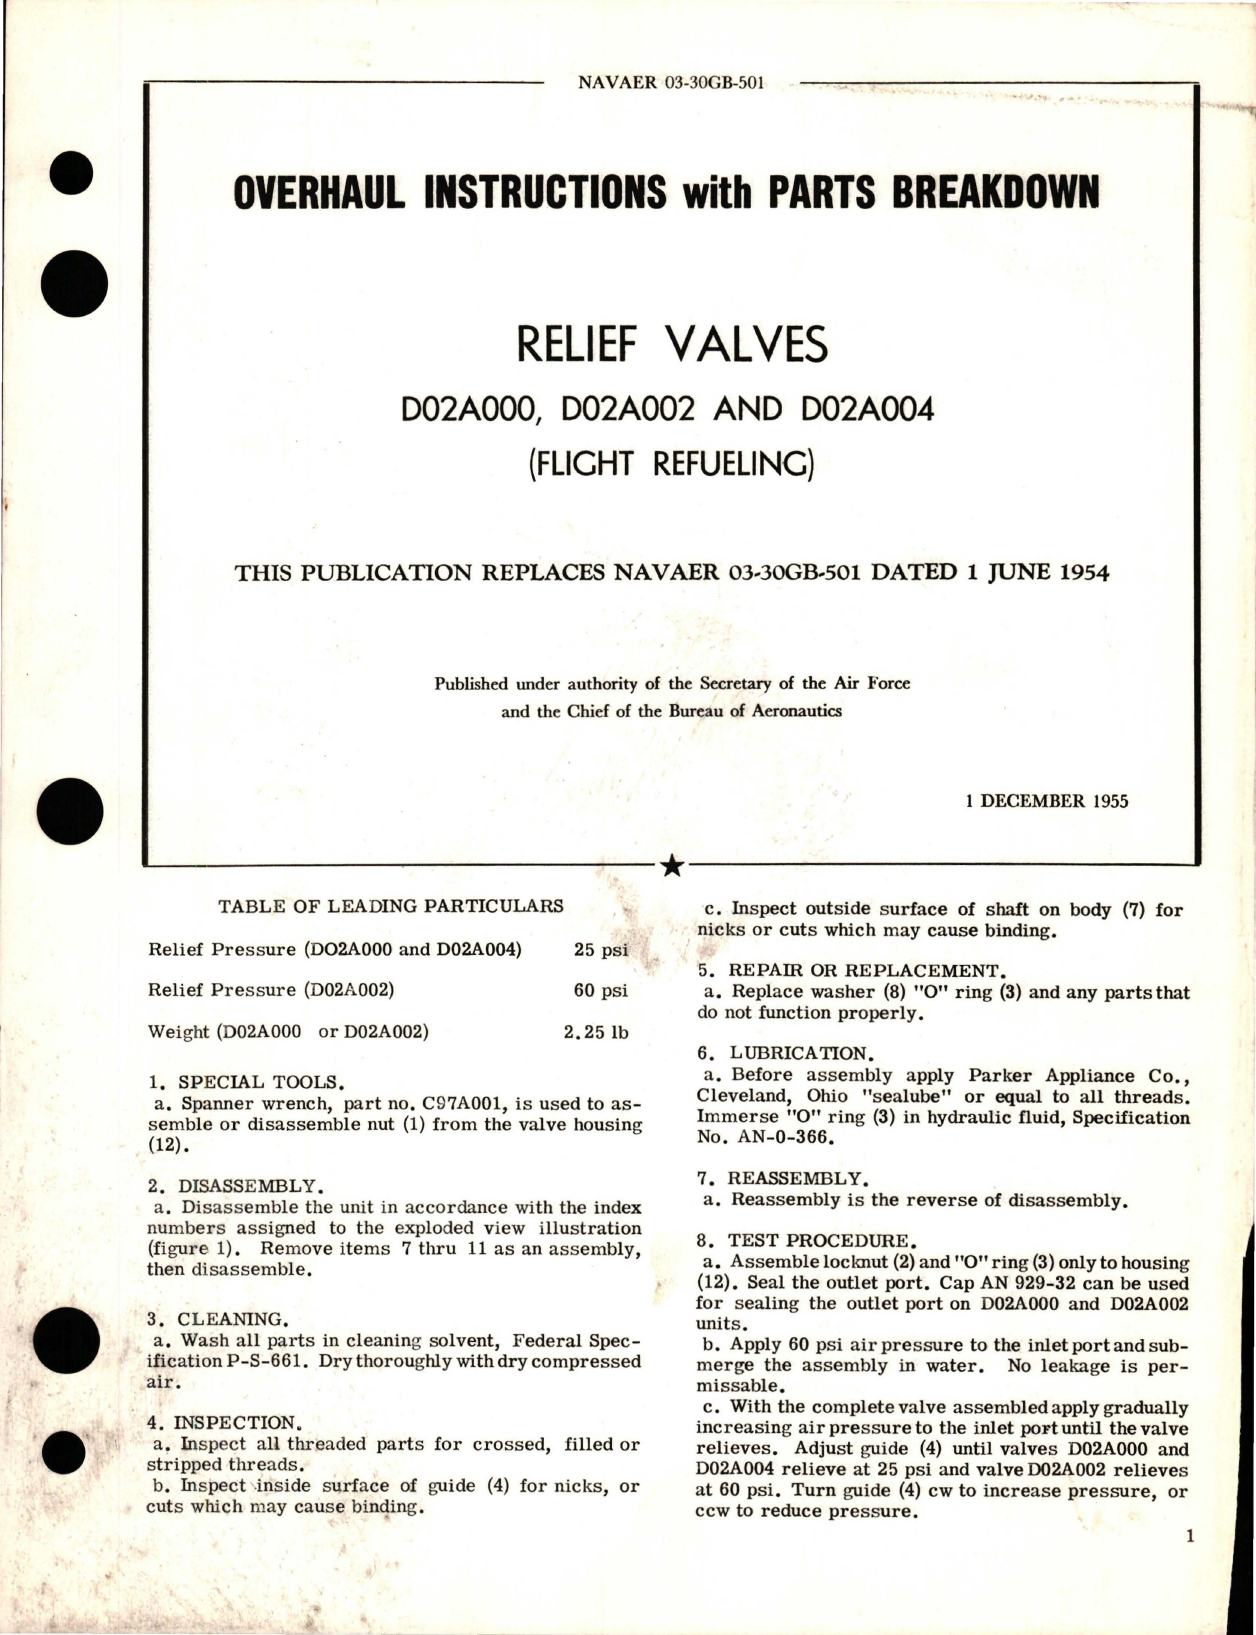 NAVAER 03-30GB-501
OVERHAUL INSTRUCTIONS with PARTS BREAKDOWN
RELIEF VALVES
D02A000, D02A002 AND D02A004
(FLIGHT REFUELING)
THIS PUBLICATION REPLACES NAVAER 03-30GB-501 DATED 1 JUNE 1954
Published under authority of the Secretary of the Air Force
and the Chief of the Bureau of Aeronautics
1 DECEMBER 1955
TABLE OF LEADING PARTICULARS
Relief Pressure (DO2A000 and D02A004) 25 psi
Relief Pressure (D02A002) 60 psi
Weight (D02A000 or D02A002) 2.25 lb
1. SPECIAL TOOLS.
a. Spanner wrench, part no. C97A001, is used to as-
semble or disassemble nut (1) from the valve housing
(12).
2. DISASSEMBLY.
a. Disassemble the unit in accordance with the index
numbers assigned to the exploded view illustration
(figure 1). Remove items 7 thru 11 as an assembly,
then disassemble.
3. CLEANING.
a. Wash all parts in cleaning solvent, Federal Spec-
ification P-S-661. Dry thoroughly with dry compressed
air.
4. INSPECTION.
a. Inspect all threaded parts for crossed, filled or
stripped threads.
b. Inspect inside surface of guide (4) for nicks, or
cuts which may cause binding.
c. Inspect outside surface of shaft on body (7) for
nicks or cuts which may cause binding.
5. REPAIR OR REPLACEMENT.
a. Replace washer (8) "O" ring (3) and any parts that
do not function properly.
6. LUBRICATION.
a. Before assembly apply Parker Appliance Co.,
Cleveland, Ohio "sealube" or equal to all threads.
Immerse "O" ring (3) in hydraulic fluid, Specification
No. AN-0-366.
7. REASSEMBLY.
a. Reassembly is the reverse of disassembly.
8. TEST PROCEDURE.
a. Assemble locknut (2) and "O" ring (3) only to housing
(12). Seal the outlet port. Cap AN 929-32 can be used
for sealing the outlet port on D02A000 and D02A002
units.
b. Apply 60 psi air pressure to the inlet port and sub-
merge the assembly in water. No leakage is per-
missable.
c. With the complete valve assembled apply gradually
increasing air pressure to the inlet port until the valve
relieves. Adjust guide (4) until valves D02A000 and
D02A004 relieve at 25 psi and valve D02A002 relieves
at 60 psi. Turn guide (4) cw to increase pressure, or
ccw to reduce pressure.
1